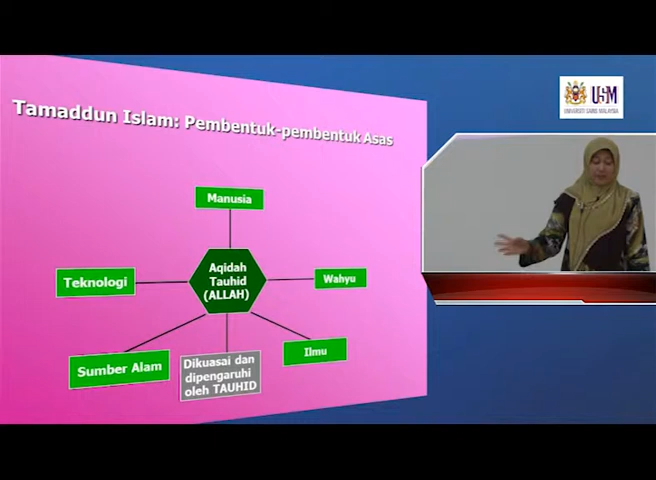 Tamaddun Islam: Pembentuk-pembentuk Asas
USM
UNIVERSITI SAINS MALAYSIA
Manusia
Aqidah
Tauhid
(ALLAH)
Teknologi
Wahyu
Ilmu
Sumber Alam
Dikuasai dan
dipengaruhi
oleh TAUHID